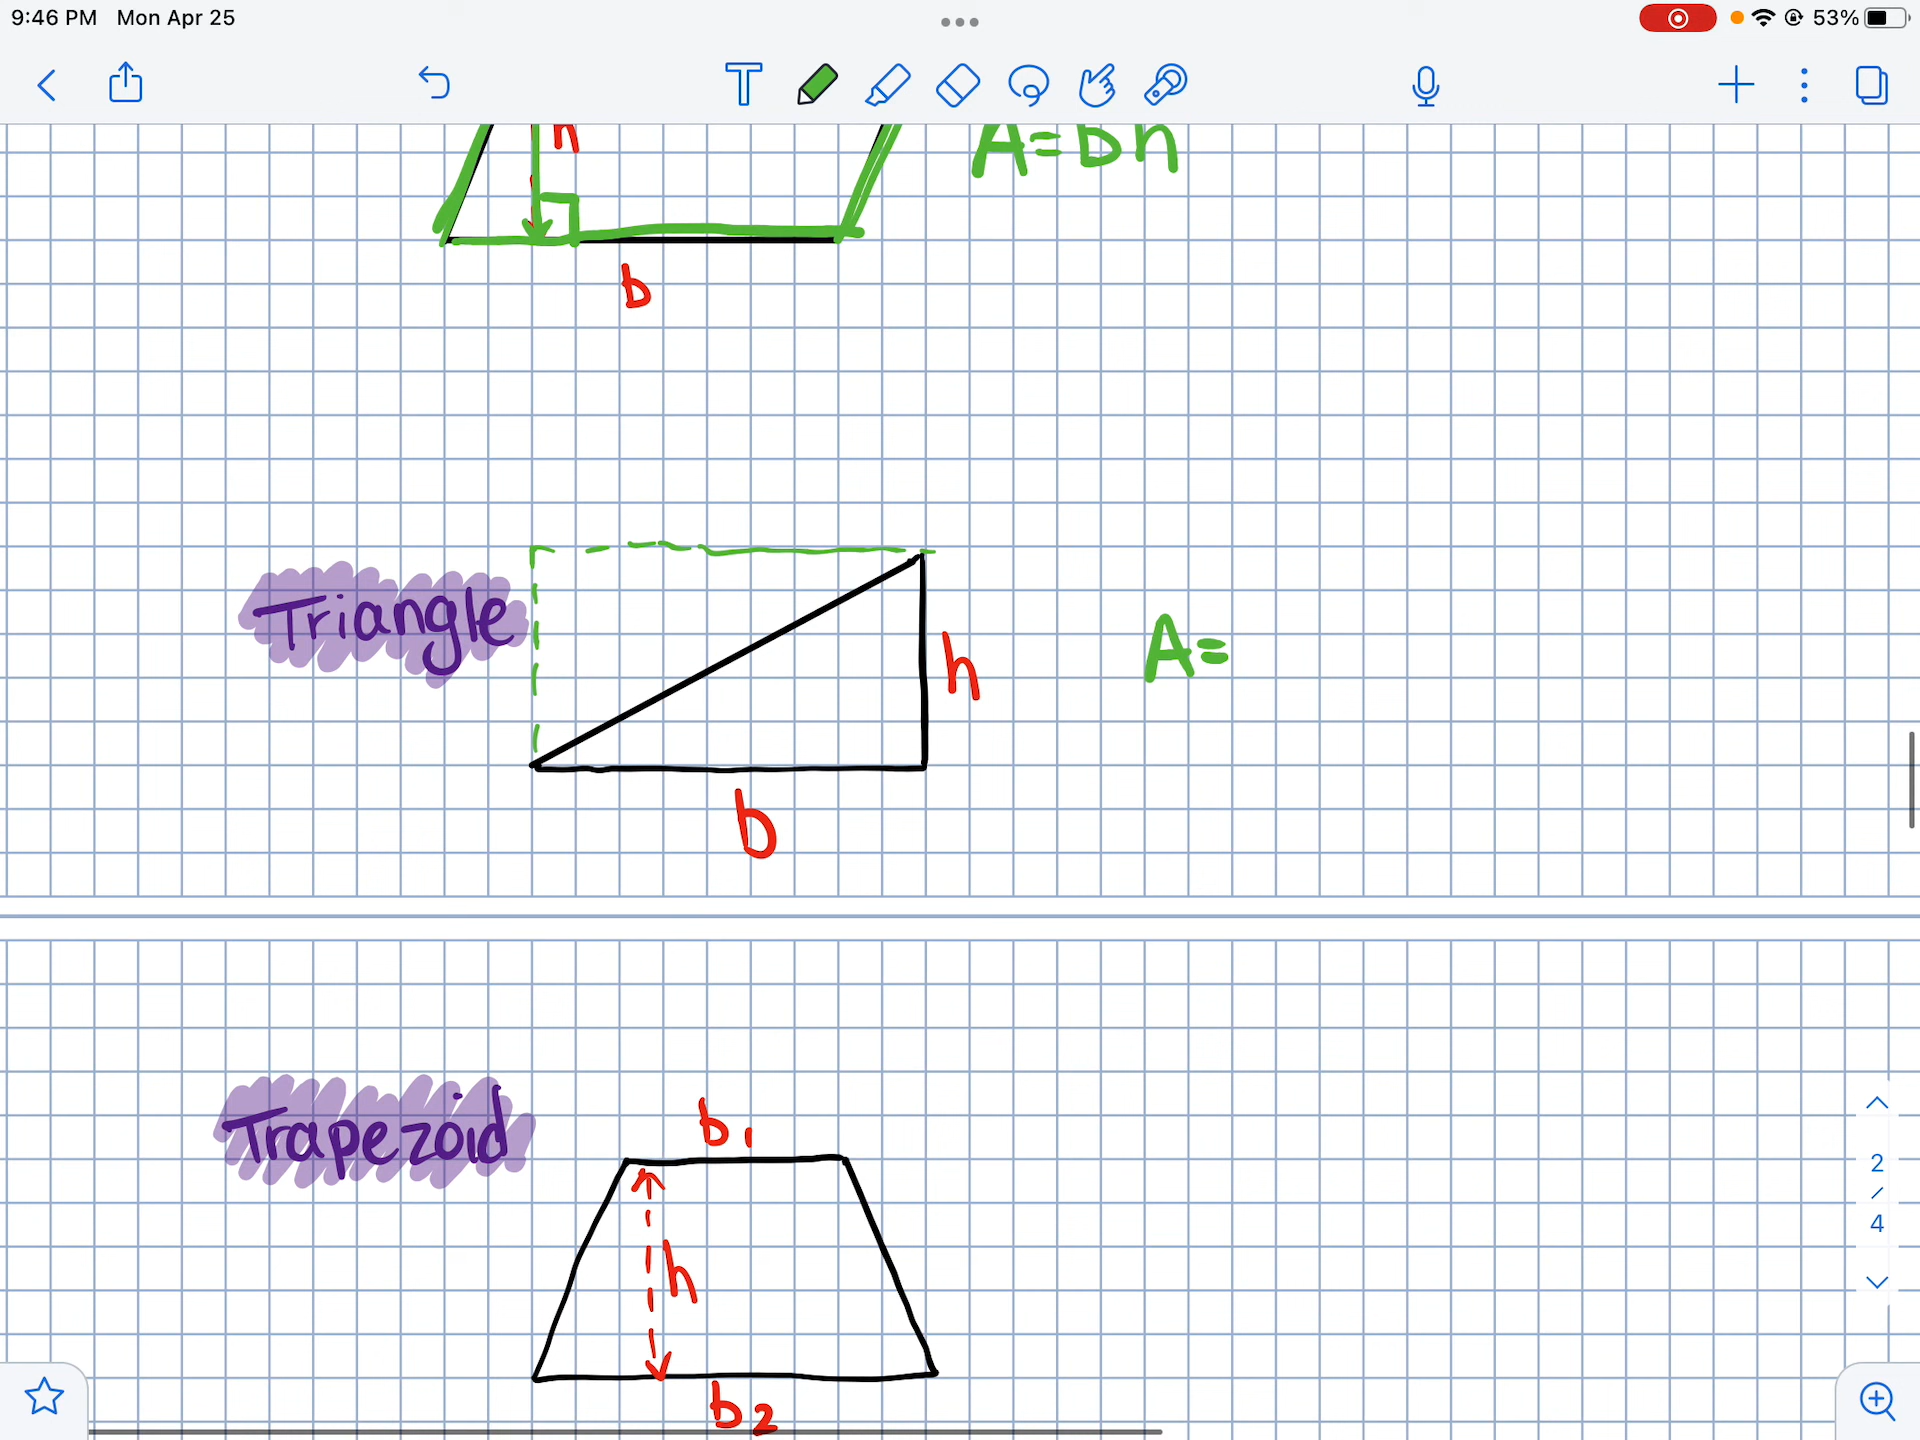 9:46 PM Mon Apr 25
53%
T
h
A=bh
b
Triangle
h
A=
b
Trapezoid
b1
h
b2
2
/
4